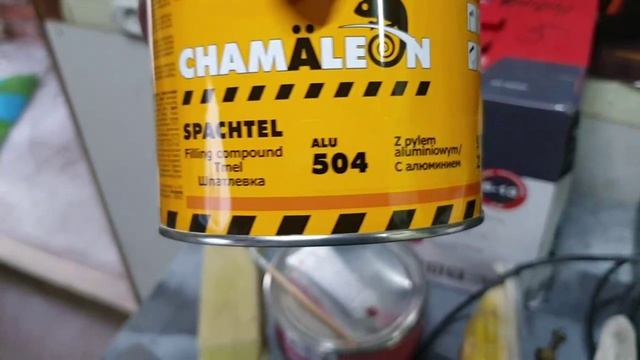 CHAMÄLEON
SPACHTEL
Filling compound
Tmel
Шпатлевка
ALU
504
Z pyłem
aluminiowym/
С алюминием